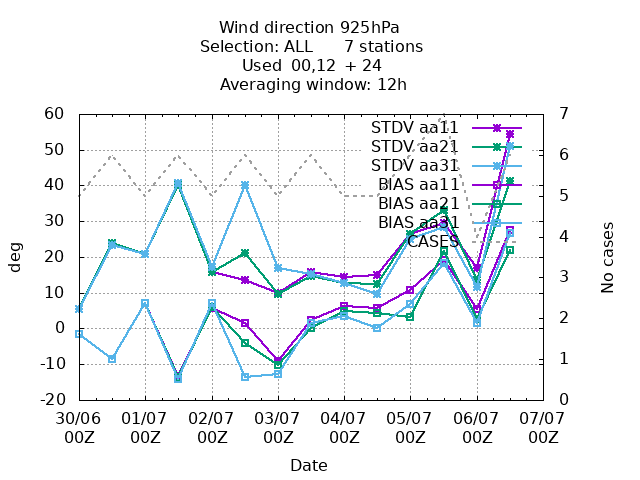 Wind direction 925hPa
Selection: ALL 7 stations
Used 00,12 + 24
Averaging window: 12h
deg
60
50
40
30
20
10
0
-10
-20
STDV aa11
STDV aa21
STDV aa31
BIAS aa11
BIAS aa21
BIAS aa31
CASES
7
6
5
4
3
2
1
0
No cases
30/06 01/07 02/07 03/07 04/07 05/07 06/07 07/07
00Z 00Z 00Z 00Z 00Z 00Z 00Z 00Z
Date